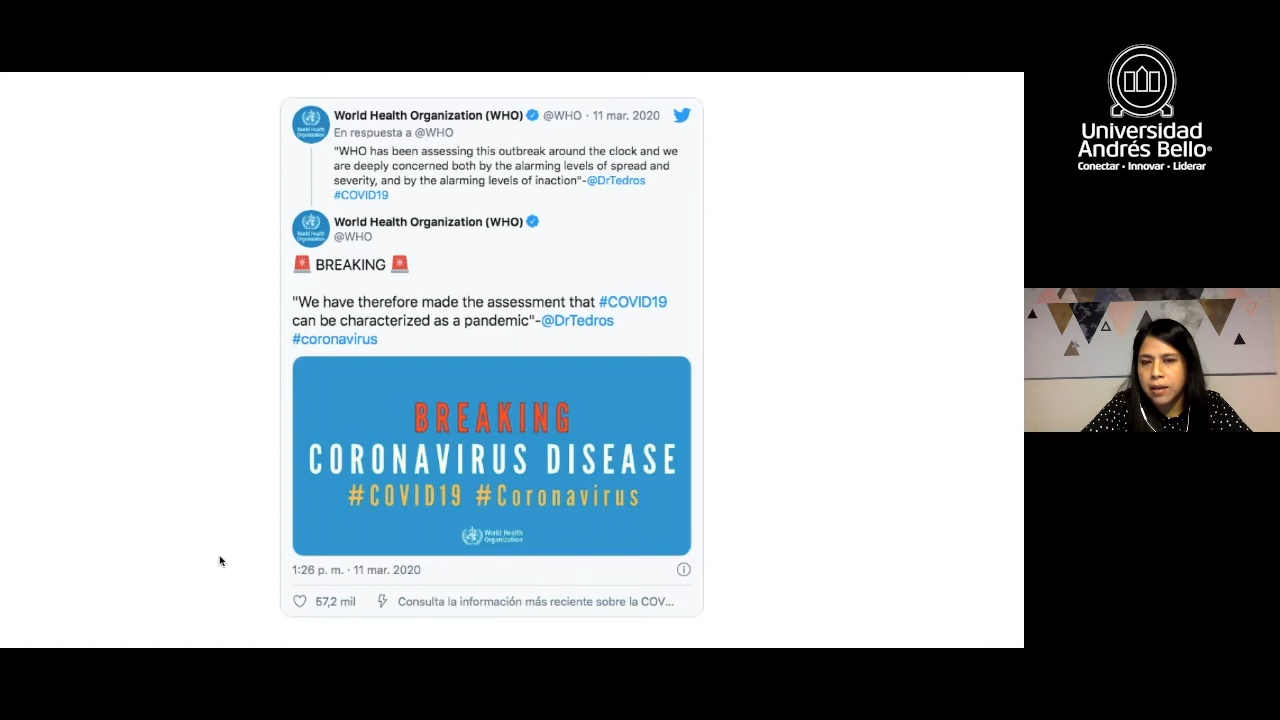 World Health Organization (WHO) @WHO · 11 mar. 2020
En respuesta a @WHO
"WHO has been assessing this outbreak around the clock and we
are deeply concerned both by the alarming levels of spread and
severity, and by the alarming levels of inaction"-@DrTedros
#COVID19
World Health Organization (WHO)
@WHO
🚨 BREAKING 🚨
"We have therefore made the assessment that #COVID19
can be characterized as a pandemic"-@DrTedros
#coronavirus
BREAKING
CORONAVIRUS DISEASE
#COVID19 #Coronavirus
World Health
Organization
1:26 p. m. · 11 mar. 2020
57,2 mil
Consulta la información más reciente sobre la COV...
Universidad
Andrés Bello®
Conectar • Innovar • Liderar